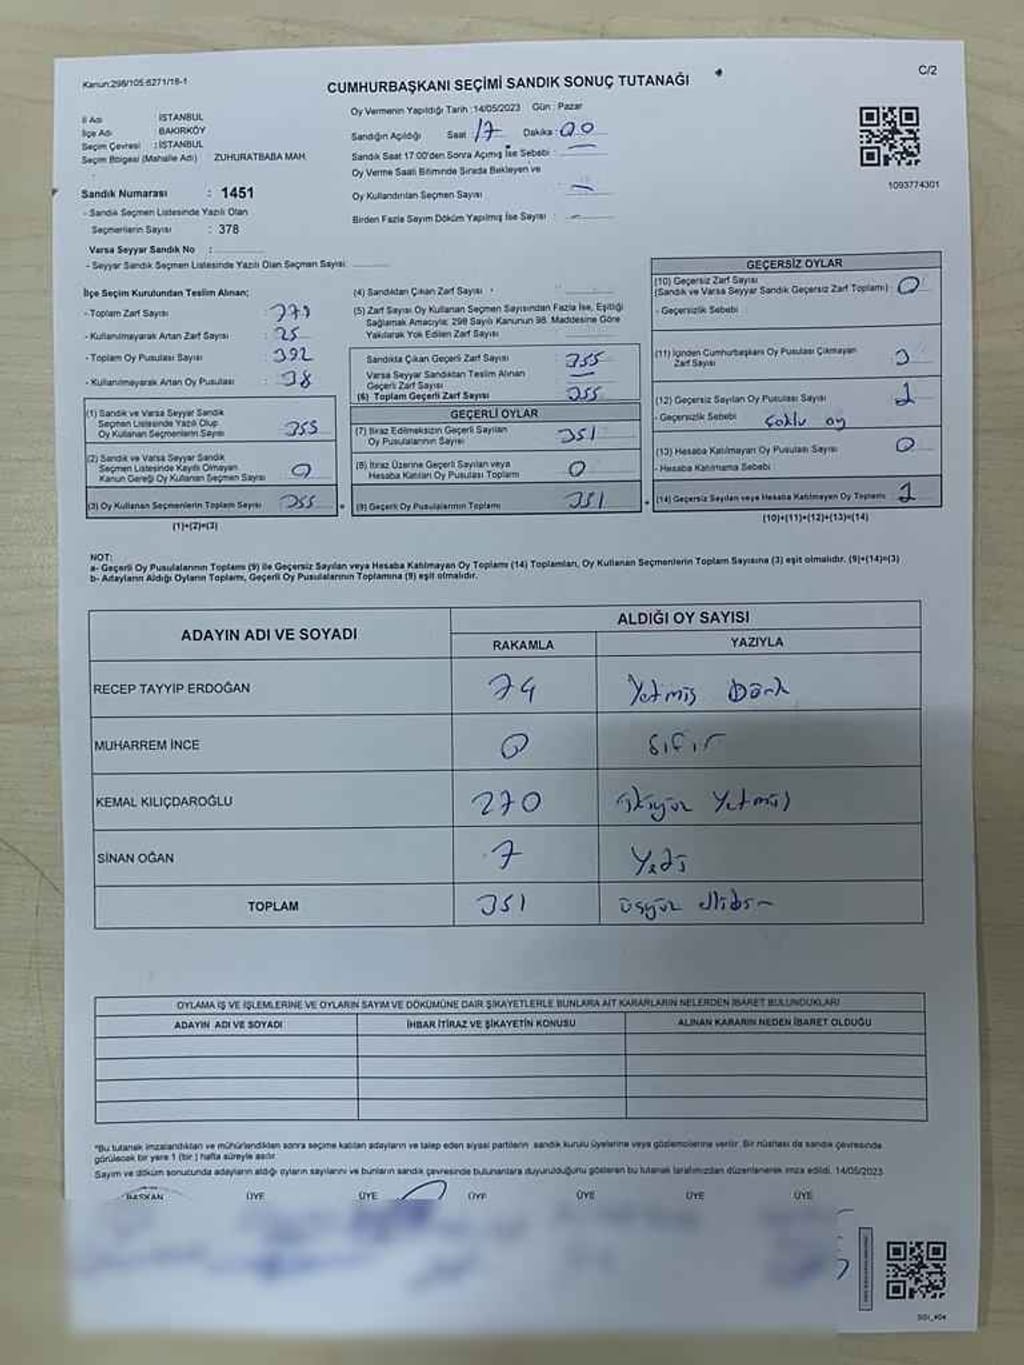 Kanun:298/105:6271/18-1
C/2
CUMHURBAŞKANI SEÇİMİ SANDIK SONUÇ TUTANAĞI
İl Adı İSTANBUL
İlçe Adı BAKIRKÖY
Seçim Çevresi : İSTANBUL
Seçim Bölgesi (Mahalle Adı) ZUHURATBABA MAH.
Sandık Numarası : 1451
- Sandık Seçmen Listesinde Yazılı Olan
Seçmenlerin Sayısı : 378
Varsa Seyyar Sandık No :
- Seyyar Sandık Seçmen Listesinde Yazılı Olan Seçmen Sayısı:
Oy Vermenin Yapıldığı Tarih : 14/05/2023 Gün : Pazar
Sandığın Açıldığı Saat 17 Dakika : 00
Sandık Saat 17:00'den Sonra Açımış İse Sebebi : —
Oy Verme Saati Bitiminde Sırada Bekleyen ve
Oy Kullandırılan Seçmen Sayısı —
Birden Fazla Sayım Döküm Yapılmış İse Sayısı : -
1093774301
İlçe Seçim Kurulundan Teslim Alınan;
- Toplam Zarf Sayısı :
- Kullanılmayarak Artan Zarf Sayısı : 25
- Toplam Oy Pusulası Sayısı : 392
- Kullanılmayarak Artan Oy Pusulası : 38
(1) Sandık ve Varsa Seyyar Sandık
Seçmen Listesinde Yazılı Olup
Oy Kullanan Seçmenlerin Sayısı 355
(2) Sandık ve Varsa Seyyar Sandık
Seçmen Listesinde Kayıtlı Olmayan
Kanun Gereği Oy Kullanan Seçmen Sayısı 0
(3) Oy Kullanan Seçmenlerin Toplam Sayısı 355
(1)+(2)=(3)
(4) Sandıktan Çıkan Zarf Sayısı
(5) Zarf Sayısı Oy Kullanan Seçmen Sayısından Fazla İse, Eşitliği
Sağlamak Amacıyla; 298 Sayılı Kanunun 98. Maddesine Göre
Yakılarak Yok Edilen Zarf Sayısı
Sandıkta Çıkan Geçerli Zarf Sayısı 355
Varsa Seyyar Sandıktan Teslim Alınan
Geçerli Zarf Sayısı —
(6) Toplam Geçerli Zarf Sayısı 355
GEÇERLİ OYLAR
(7) İtiraz Edilmeksizin Geçerli Sayılan
Oy Pusulalarının Sayısı 351
(8) İtiraz Üzerine Geçerli Sayılan veya
Hesaba Katılan Oy Pusulası Toplamı 0
(9) Geçerli Oy Pusulalarının Toplamı 351
GEÇERSİZ OYLAR
(10) Geçersiz Zarf Sayısı
(Sandık ve Varsa Seyyar Sandık Geçersiz Zarf Toplamı) : 0
- Geçersizlik Sebebi :
(11) İçinden Cumhurbaşkanı Oy Pusulası Çıkmayan
Zarf Sayısı
(12) Geçersiz Sayılan Oy Pusulası Sayısı
- Geçersizlik Sebebi Çoklu oy
(13) Hesaba Katılmayan Oy Pusulası Sayısı 0
- Hesaba Katılmama Sebebi :
(14) Geçersiz Sayılan veya Hesaba Katılmayan Oy Toplamı
(10)+(11)+(12)+(13)=(14)
NOT:
a- Geçerli Oy Pusulalarının Toplamı (9) ile Geçersiz Sayılan veya Hesaba Katılmayan Oy Toplamı (14) Toplamları, Oy Kullanan Seçmenlerin Toplam Sayısına (3) eşit olmalıdır. (9)+(14)=(3)
b- Adayların Aldığı Oyların Toplamı, Geçerli Oy Pusulalarının Toplamına (9) eşit olmalıdır.
ADAYIN ADI VE SOYADI ALDIĞI OY SAYISI
RAKAMLA YAZIYLA
RECEP TAYYİP ERDOĞAN 74 Yetmiş Dört
MUHARREM İNCE 0 Sıfır
KEMAL KILIÇDAROĞLU 270 ikiyüz Yetmiş
SİNAN OĞAN 7 Yedi
TOPLAM 351 üçyüz ellibir
OYLAMA İŞ VE İŞLEMLERİNE VE OYLARIN SAYIM VE DÖKÜMÜNE DAİR ŞİKAYETLERLE BUNLARA AİT KARARLARIN NELERDEN İBARET BULUNDUKLARI
ADAYIN ADI VE SOYADI İHBAR İTİRAZ VE ŞİKAYETİN KONUSU ALINAN KARARIN NEDEN İBARET OLDUĞU
*Bu tutanak imzalandıktan ve mühürlendikten sonra seçime katılan adayların ve talep eden siyasi partilerin sandık kurulu üyelerine veya gözlemcilerine verilir. Bir nüshası da sandık çevresinde
görülecek bir yere 1 (bir) hafta süreyle asılır.
Sayım ve döküm sonucunda adayların aldığı oyların sayılarını ve bunların sandık çevresinde bulunanlara duyurulduğunu gösteren bu tutanak tarafımızdan düzenlenerek imza edildi. 14/05/2023
BAŞKAN ÜYE ÜYE ÜYE ÜYE ÜYE ÜYE